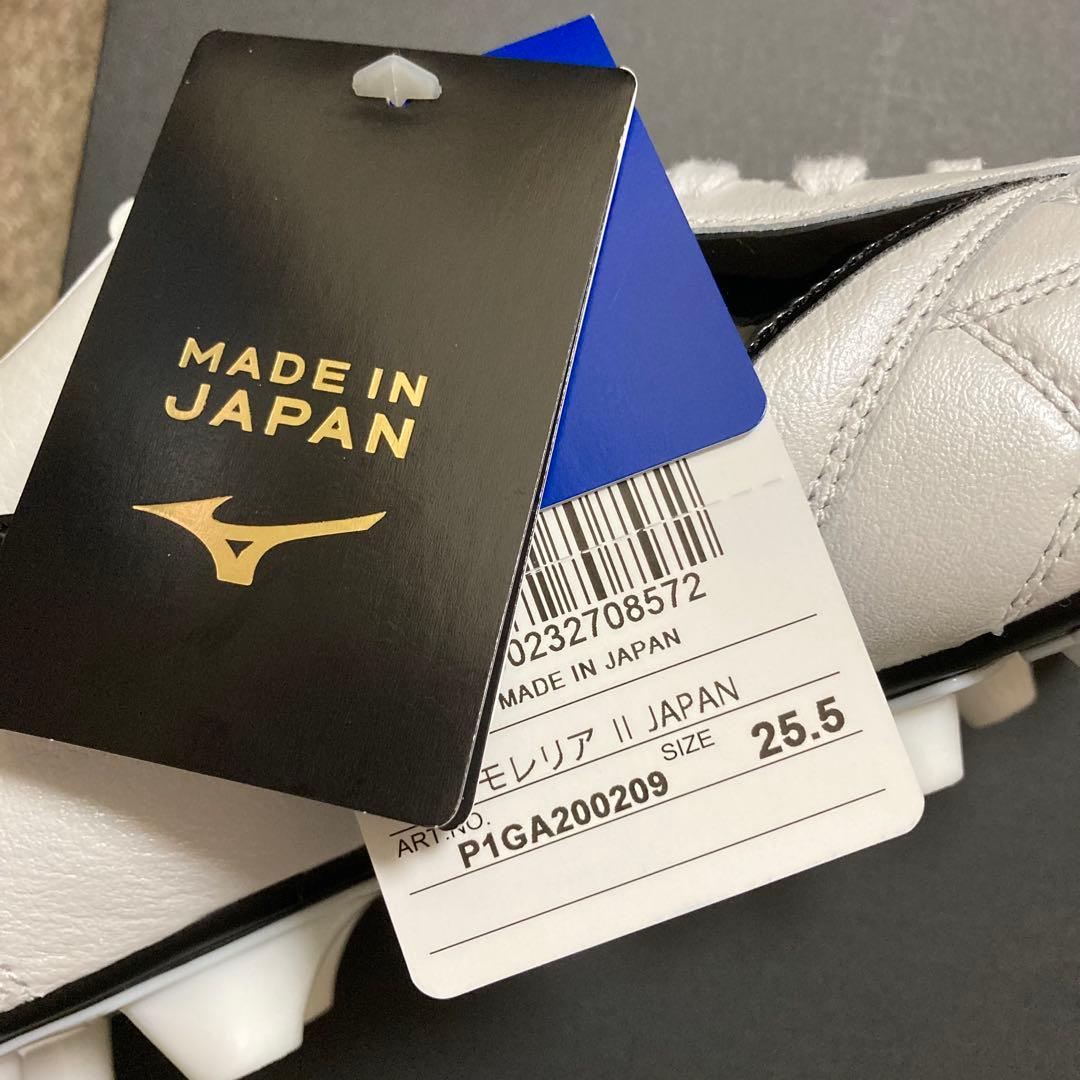 MADE IN
JAPAN
0232708572
MADE IN JAPAN
モレリア II JAPAN
SIZE 25.5
ART.NO.
P1GA200209